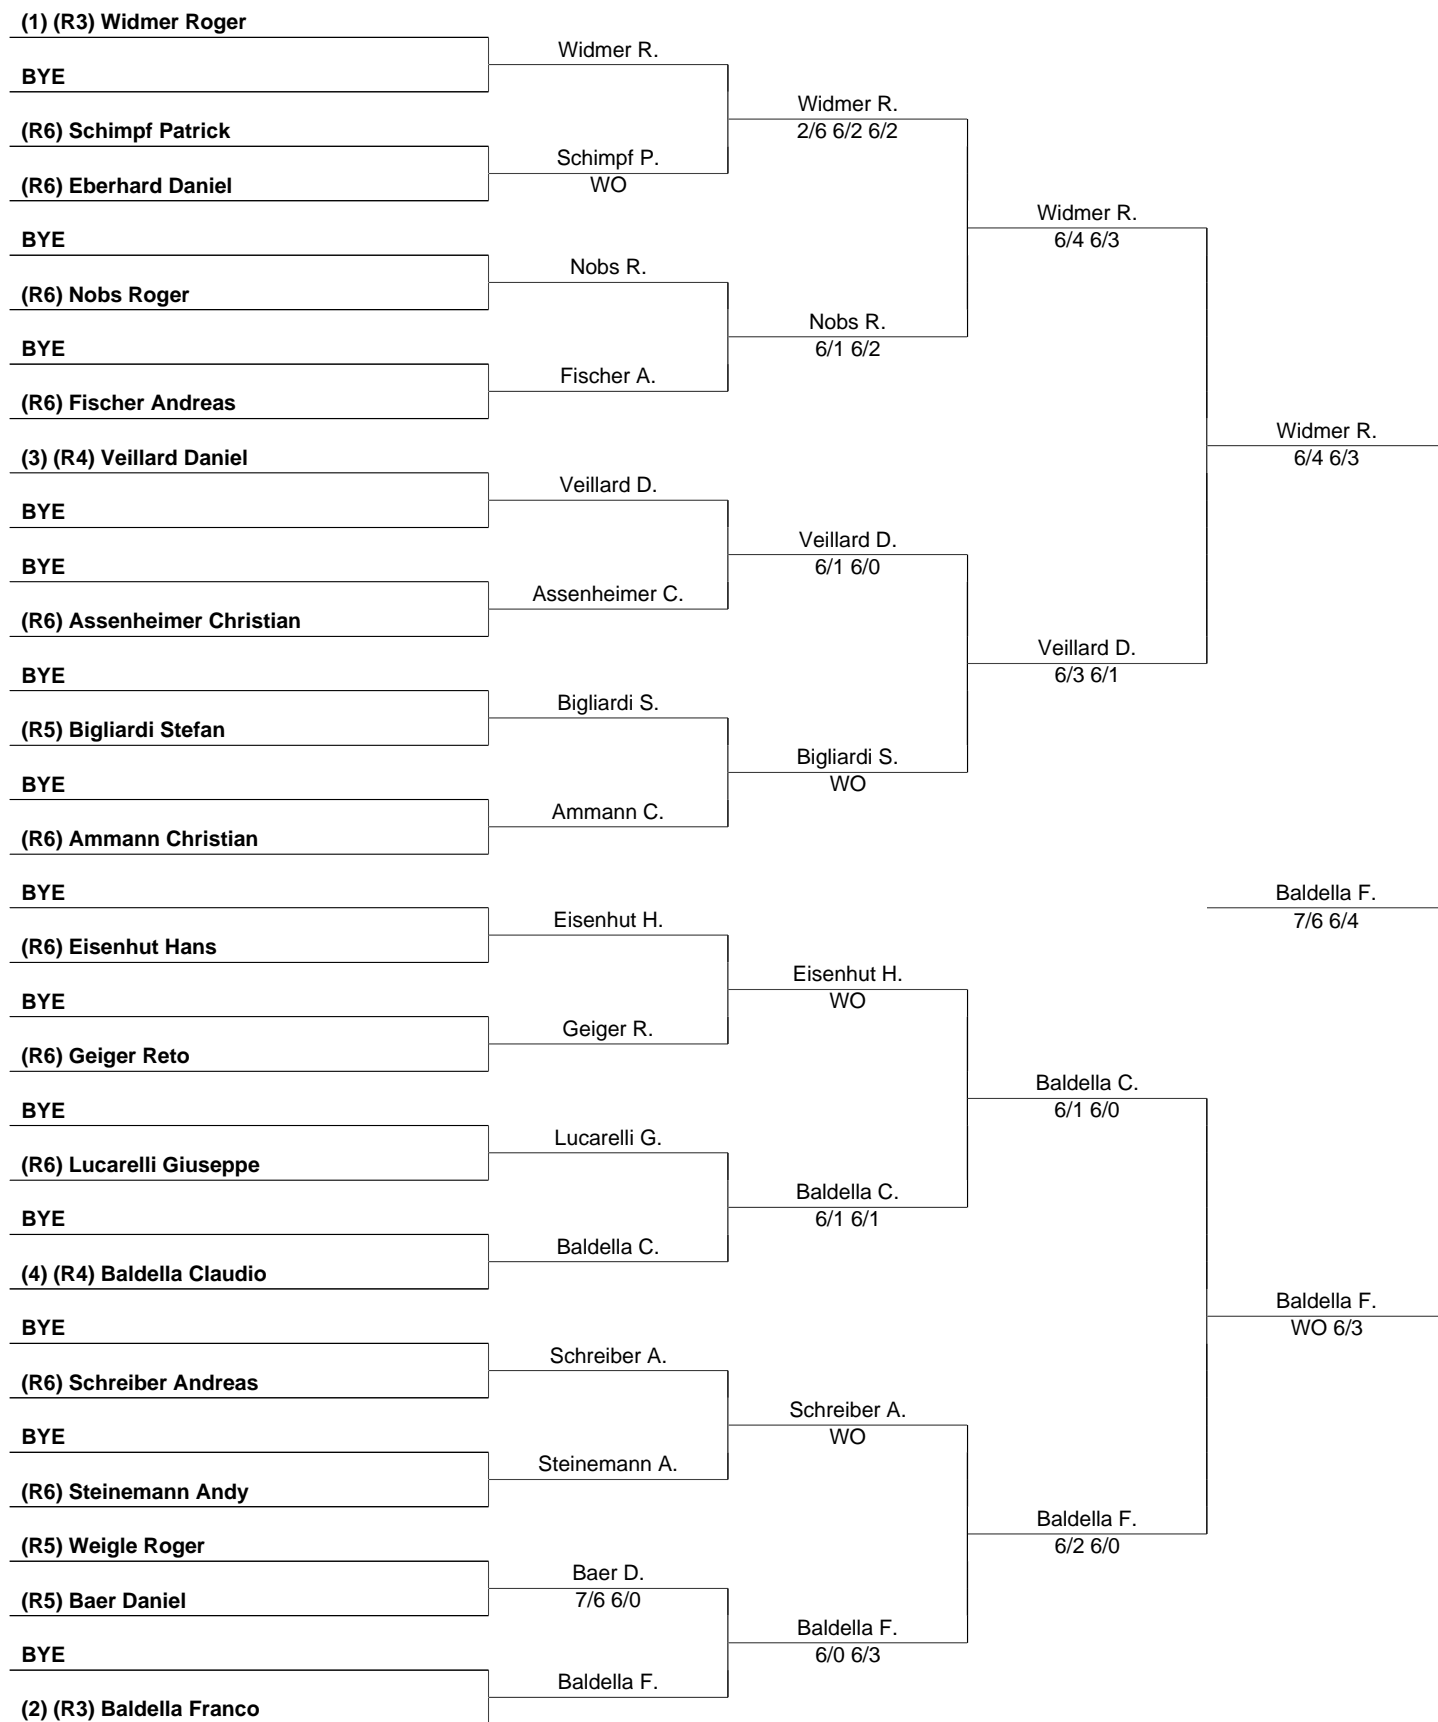 (1) (R3) Widmer Roger
Widmer R.
BYE
Widmer R.
2/6 6/2 6/2
(R6) Schimpf Patrick
Schimpf P.
WO
(R6) Eberhard Daniel
Widmer R.
6/4 6/3
BYE
Nobs R.
(R6) Nobs Roger
Nobs R.
6/1 6/2
BYE
Fischer A.
(R6) Fischer Andreas
Widmer R.
6/4 6/3
(3) (R4) Veillard Daniel
Veillard D.
BYE
Veillard D.
6/1 6/0
BYE
Assenheimer C.
(R6) Assenheimer Christian
Veillard D.
6/3 6/1
BYE
Bigliardi S.
(R5) Bigliardi Stefan
Bigliardi S.
WO
BYE
Ammann C.
(R6) Ammann Christian
BYE
Baldella F.
7/6 6/4
Eisenhut H.
(R6) Eisenhut Hans
Eisenhut H.
WO
BYE
Geiger R.
(R6) Geiger Reto
Baldella C.
6/1 6/0
BYE
Lucarelli G.
(R6) Lucarelli Giuseppe
Baldella C.
6/1 6/1
BYE
Baldella C.
(4) (R4) Baldella Claudio
Baldella F.
WO 6/3
BYE
Schreiber A.
(R6) Schreiber Andreas
Schreiber A.
WO
BYE
Steinemann A.
(R6) Steinemann Andy
Baldella F.
6/2 6/0
(R5) Weigle Roger
Baer D.
7/6 6/0
(R5) Baer Daniel
Baldella F.
6/0 6/3
BYE
Baldella F.
(2) (R3) Baldella Franco